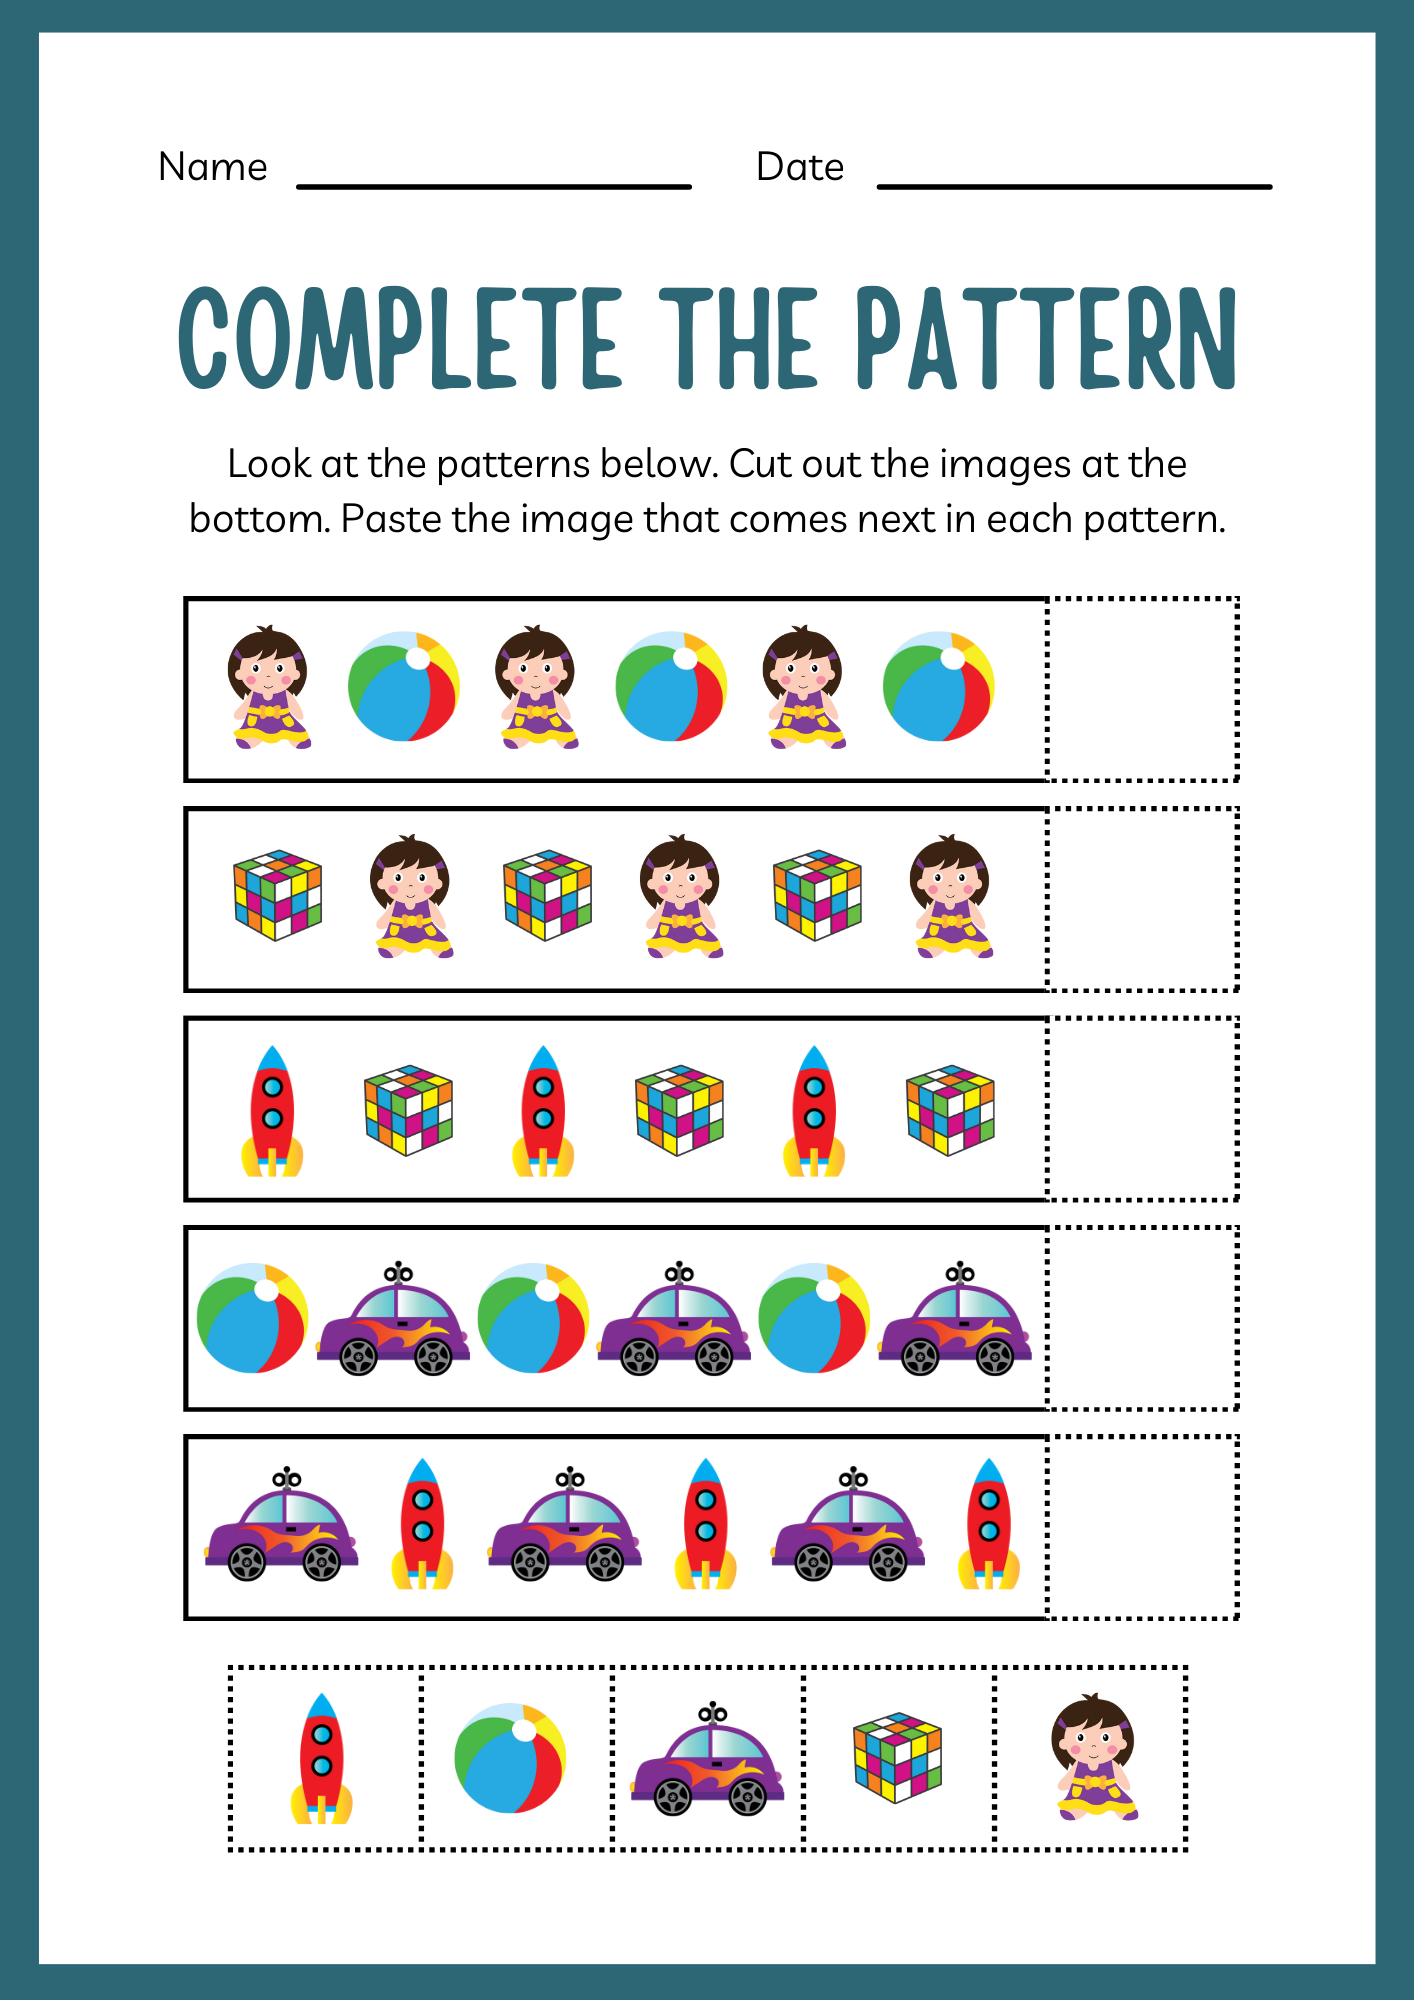 Name Date
COMPLETE THE PATTERN
Look at the patterns below. Cut out the images at the
bottom. Paste the image that comes next in each pattern.